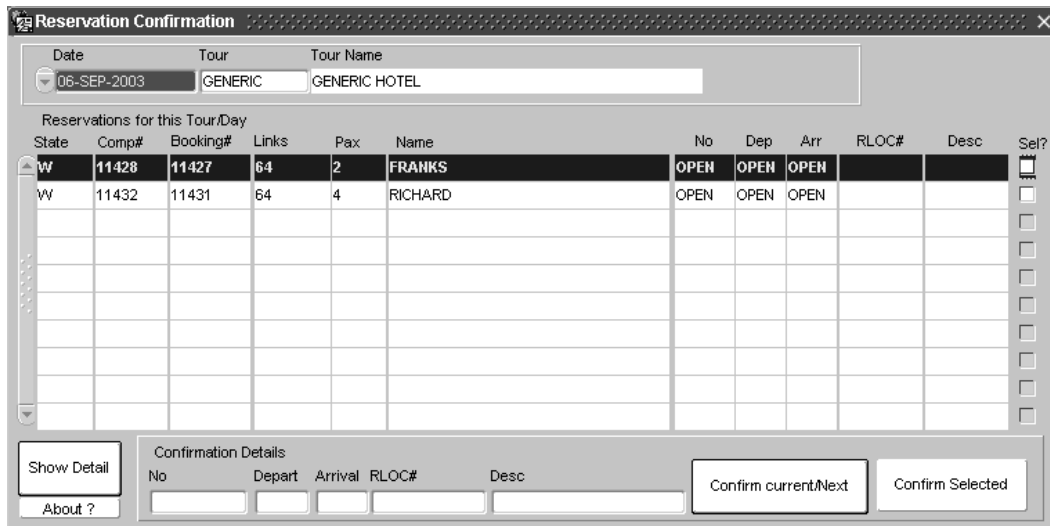 Reservation Confirmation
Date Tour Tour Name
06-SEP-2003 GENERIC GENERIC HOTEL
Reservations for this Tour/Day
State Comp# Booking# Links Pax Name No Dep Arr RLOC# Desc Sel?
W 11428 11427 64 2 FRANKS OPEN OPEN OPEN
W 11432 11431 64 4 RICHARD OPEN OPEN OPEN
Show Detail
About ?
Confirmation Details
No Depart Arrival RLOC# Desc
Confirm current/Next Confirm Selected